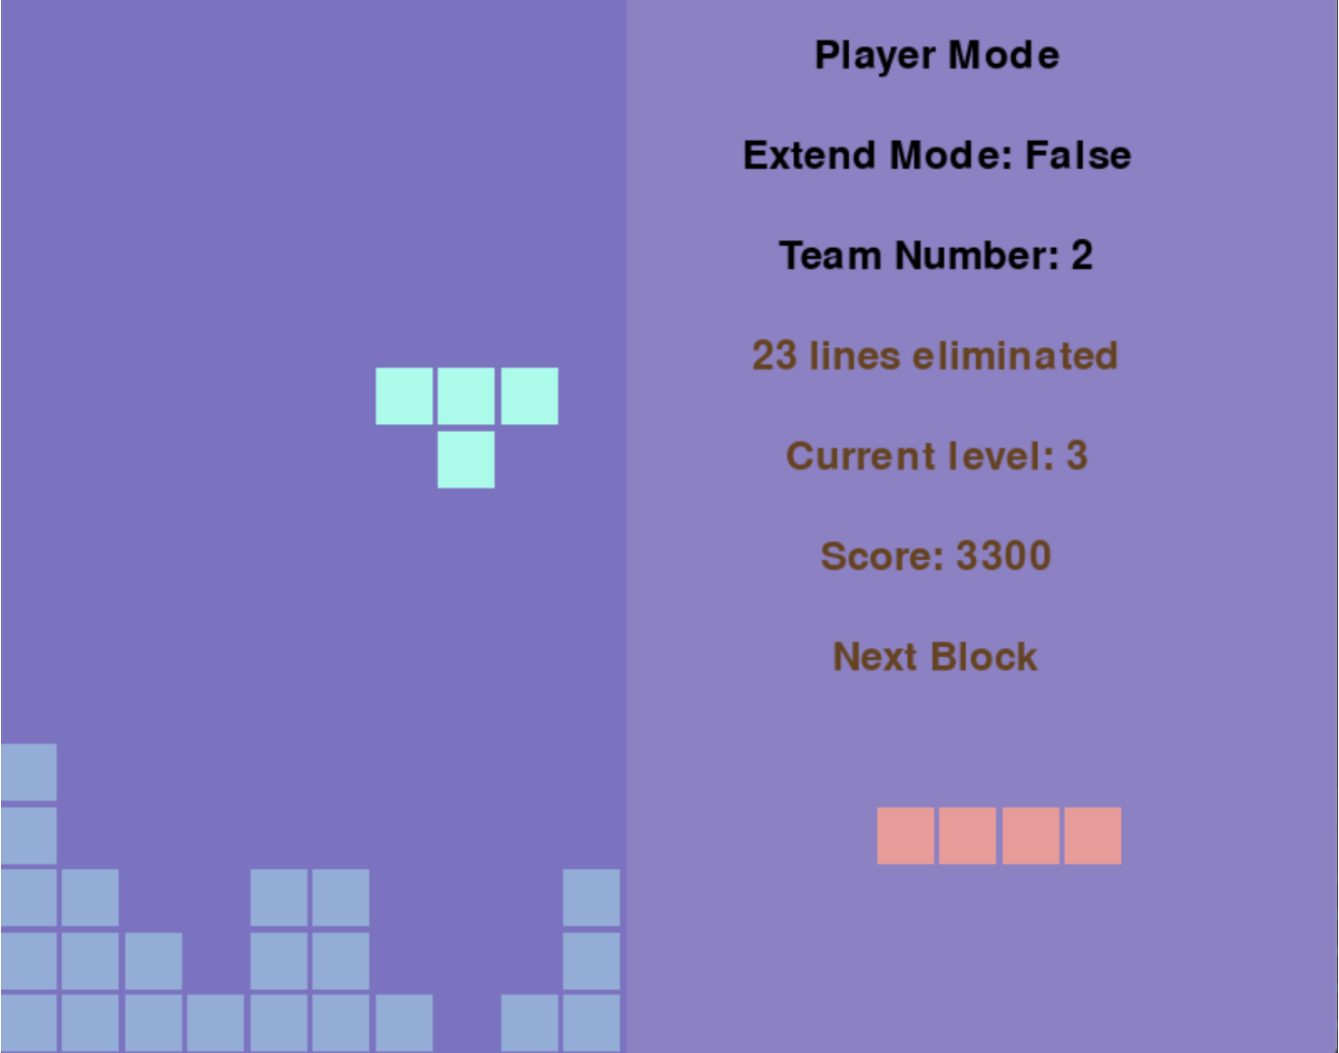 Player Mode
Extend Mode: False
Team Number: 2
23 lines eliminated
Current level: 3
Score: 3300
Next Block